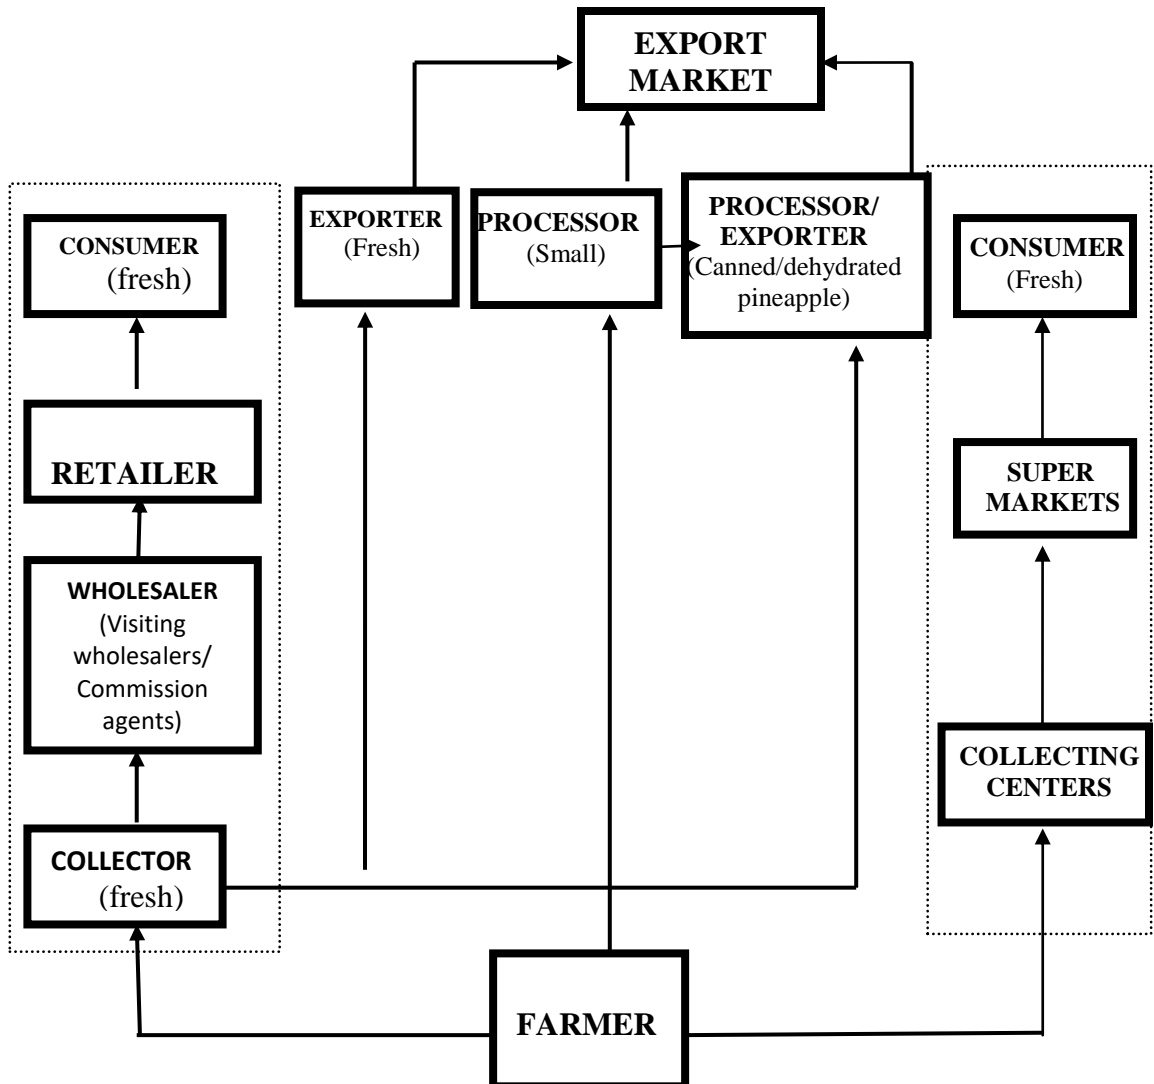 EXPORT
MARKET
CONSUMER
(fresh)
EXPORTER
(Fresh)
PROCESSOR
(Small)
PROCESSOR/
EXPORTER
(Canned/dehydrated
pineapple)
CONSUMER
(Fresh)
RETAILER
SUPER
MARKETS
WHOLESALER
(Visiting
wholesalers/
Commission
agents)
COLLECTING
CENTERS
COLLECTOR
(fresh)
FARMER